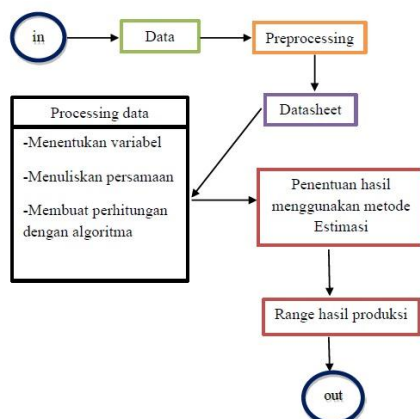 in
Data
Preprocessing
Datasheet
Processing data
-Menentukan variabel
-Menuliskan persamaan
-Membuat perhitungan
dengan algoritma
Penentuan hasil
menggunakan metode
Estimasi
Range hasil produksi
out